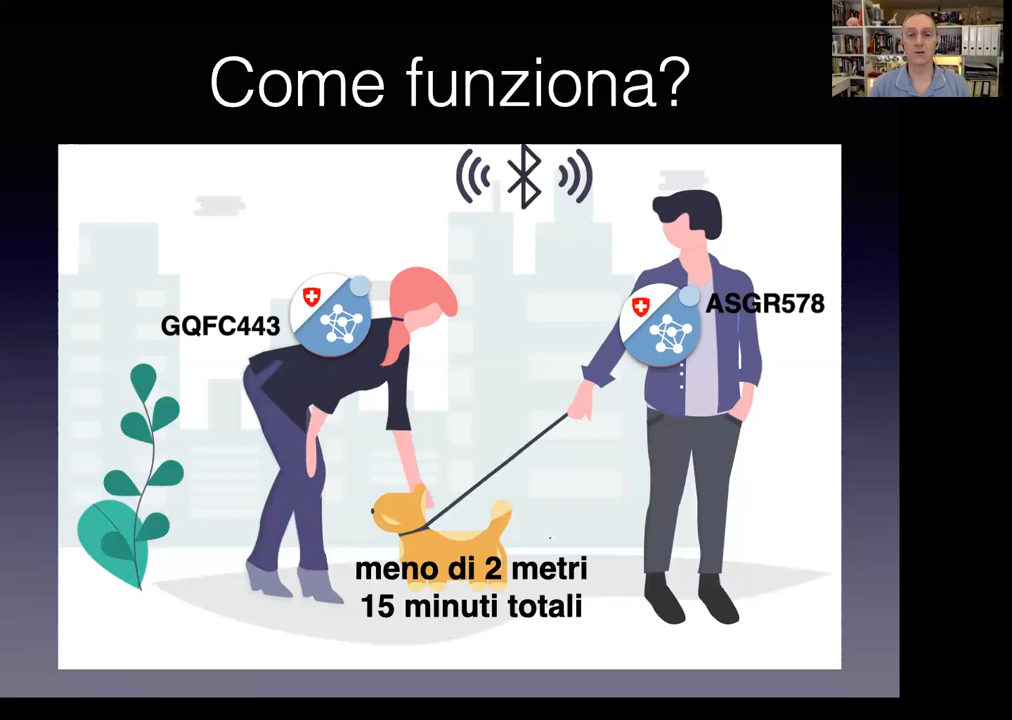 Come funziona?
GQFC443
ASGR578
meno di 2 metri
15 minuti totali